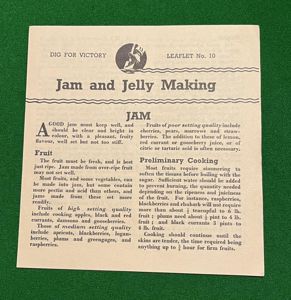 DIG FOR VICTORY LEAFLET No. 10
Jam and Jelly Making
JAM
A GOOD jam must keep well, and
should be clear and bright in
colour, with a pleasant, fruity
flavour, well set but not too stiff.
Fruit
The fruit must be fresh, and is best
just ripe. Jam made from over-ripe fruit
may not set well.
Most fruits, and some vegetables, can
be made into jam, but some contain
more pectin and acid than others, and
jams made from these set more
readily.
Fruits of high setting quality
include cooking apples, black and red
currants, damsons and gooseberries.
Those of medium setting quality
include apricots, blackberries, logan-
berries, plums and greengages, and
raspberries.
Fruits of poor setting quality include
cherries, pears, marrows and straw-
berries. The addition to these of lemon,
red currant or gooseberry juice, or of
citric or tartaric acid is often necessary.
Preliminary Cooking
Most fruits require simmering to
soften the tissues before boiling with the
sugar. Sufficient water should be added
to prevent burning, the quantity needed
depending on the ripeness and juiciness
of the fruit. For instance, raspberries,
blackberries and rhubarb will not require
more than about teacupful to 6 lb.
fruit; plums need about pint to 6 lb.
fruit; and black currants 3 pints to
lb. fruit.
Cooking should continue until the
skins are tender, the time required being
anything up to hour for firm fruits.